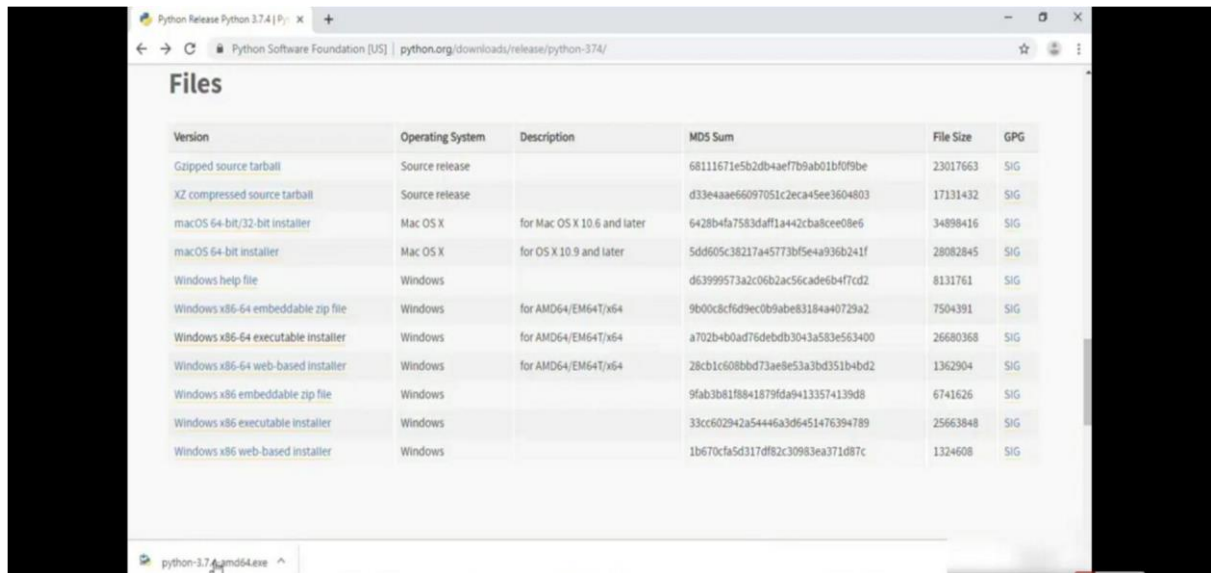 Python Release Python 3.7.4 | Py
Python Software Foundation [US] | python.org/downloads/release/python-374/
Files
Version Operating System Description MD5 Sum File Size GPG
Gzipped source tarball Source release 68111671e5b2db4aef7b9ab01bf0f9be 23017663 SIG
XZ compressed source tarball Source release d33e4aae66097051c2eca45ee3604803 17131432 SIG
macOS 64-bit/32-bit installer Mac OS X for Mac OS X 10.6 and later 6428b4fa7583daff1a442cba8cee08e6 34898416 SIG
macOS 64-bit installer Mac OS X for OS X 10.9 and later 5dd605c38217a45773bf5e4a936b241f 28082845 SIG
Windows help file Windows d63999573a2c06b2ac56cade6b4f7cd2 8131761 SIG
Windows x86-64 embeddable zip file Windows for AMD64/EM64T/x64 9b00c8cf6d9ec0b9abe83184a40729a2 7504391 SIG
Windows x86-64 executable installer Windows for AMD64/EM64T/x64 a702b4b0ad76debdb3043a583e563400 26680368 SIG
Windows x86-64 web-based installer Windows for AMD64/EM64T/x64 28cb1c608bbd73ae8e53a3bd351b4bd2 1362904 SIG
Windows x86 embeddable zip file Windows 9fab3b81f8841879fda94133574139d8 6741626 SIG
Windows x86 executable installer Windows 33cc602942a54446a3d6451476394789 25663848 SIG
Windows x86 web-based installer Windows 1b670cfa5d317df82c30983ea371d87c 1324608 SIG
python-3.7.4-amd64.exe